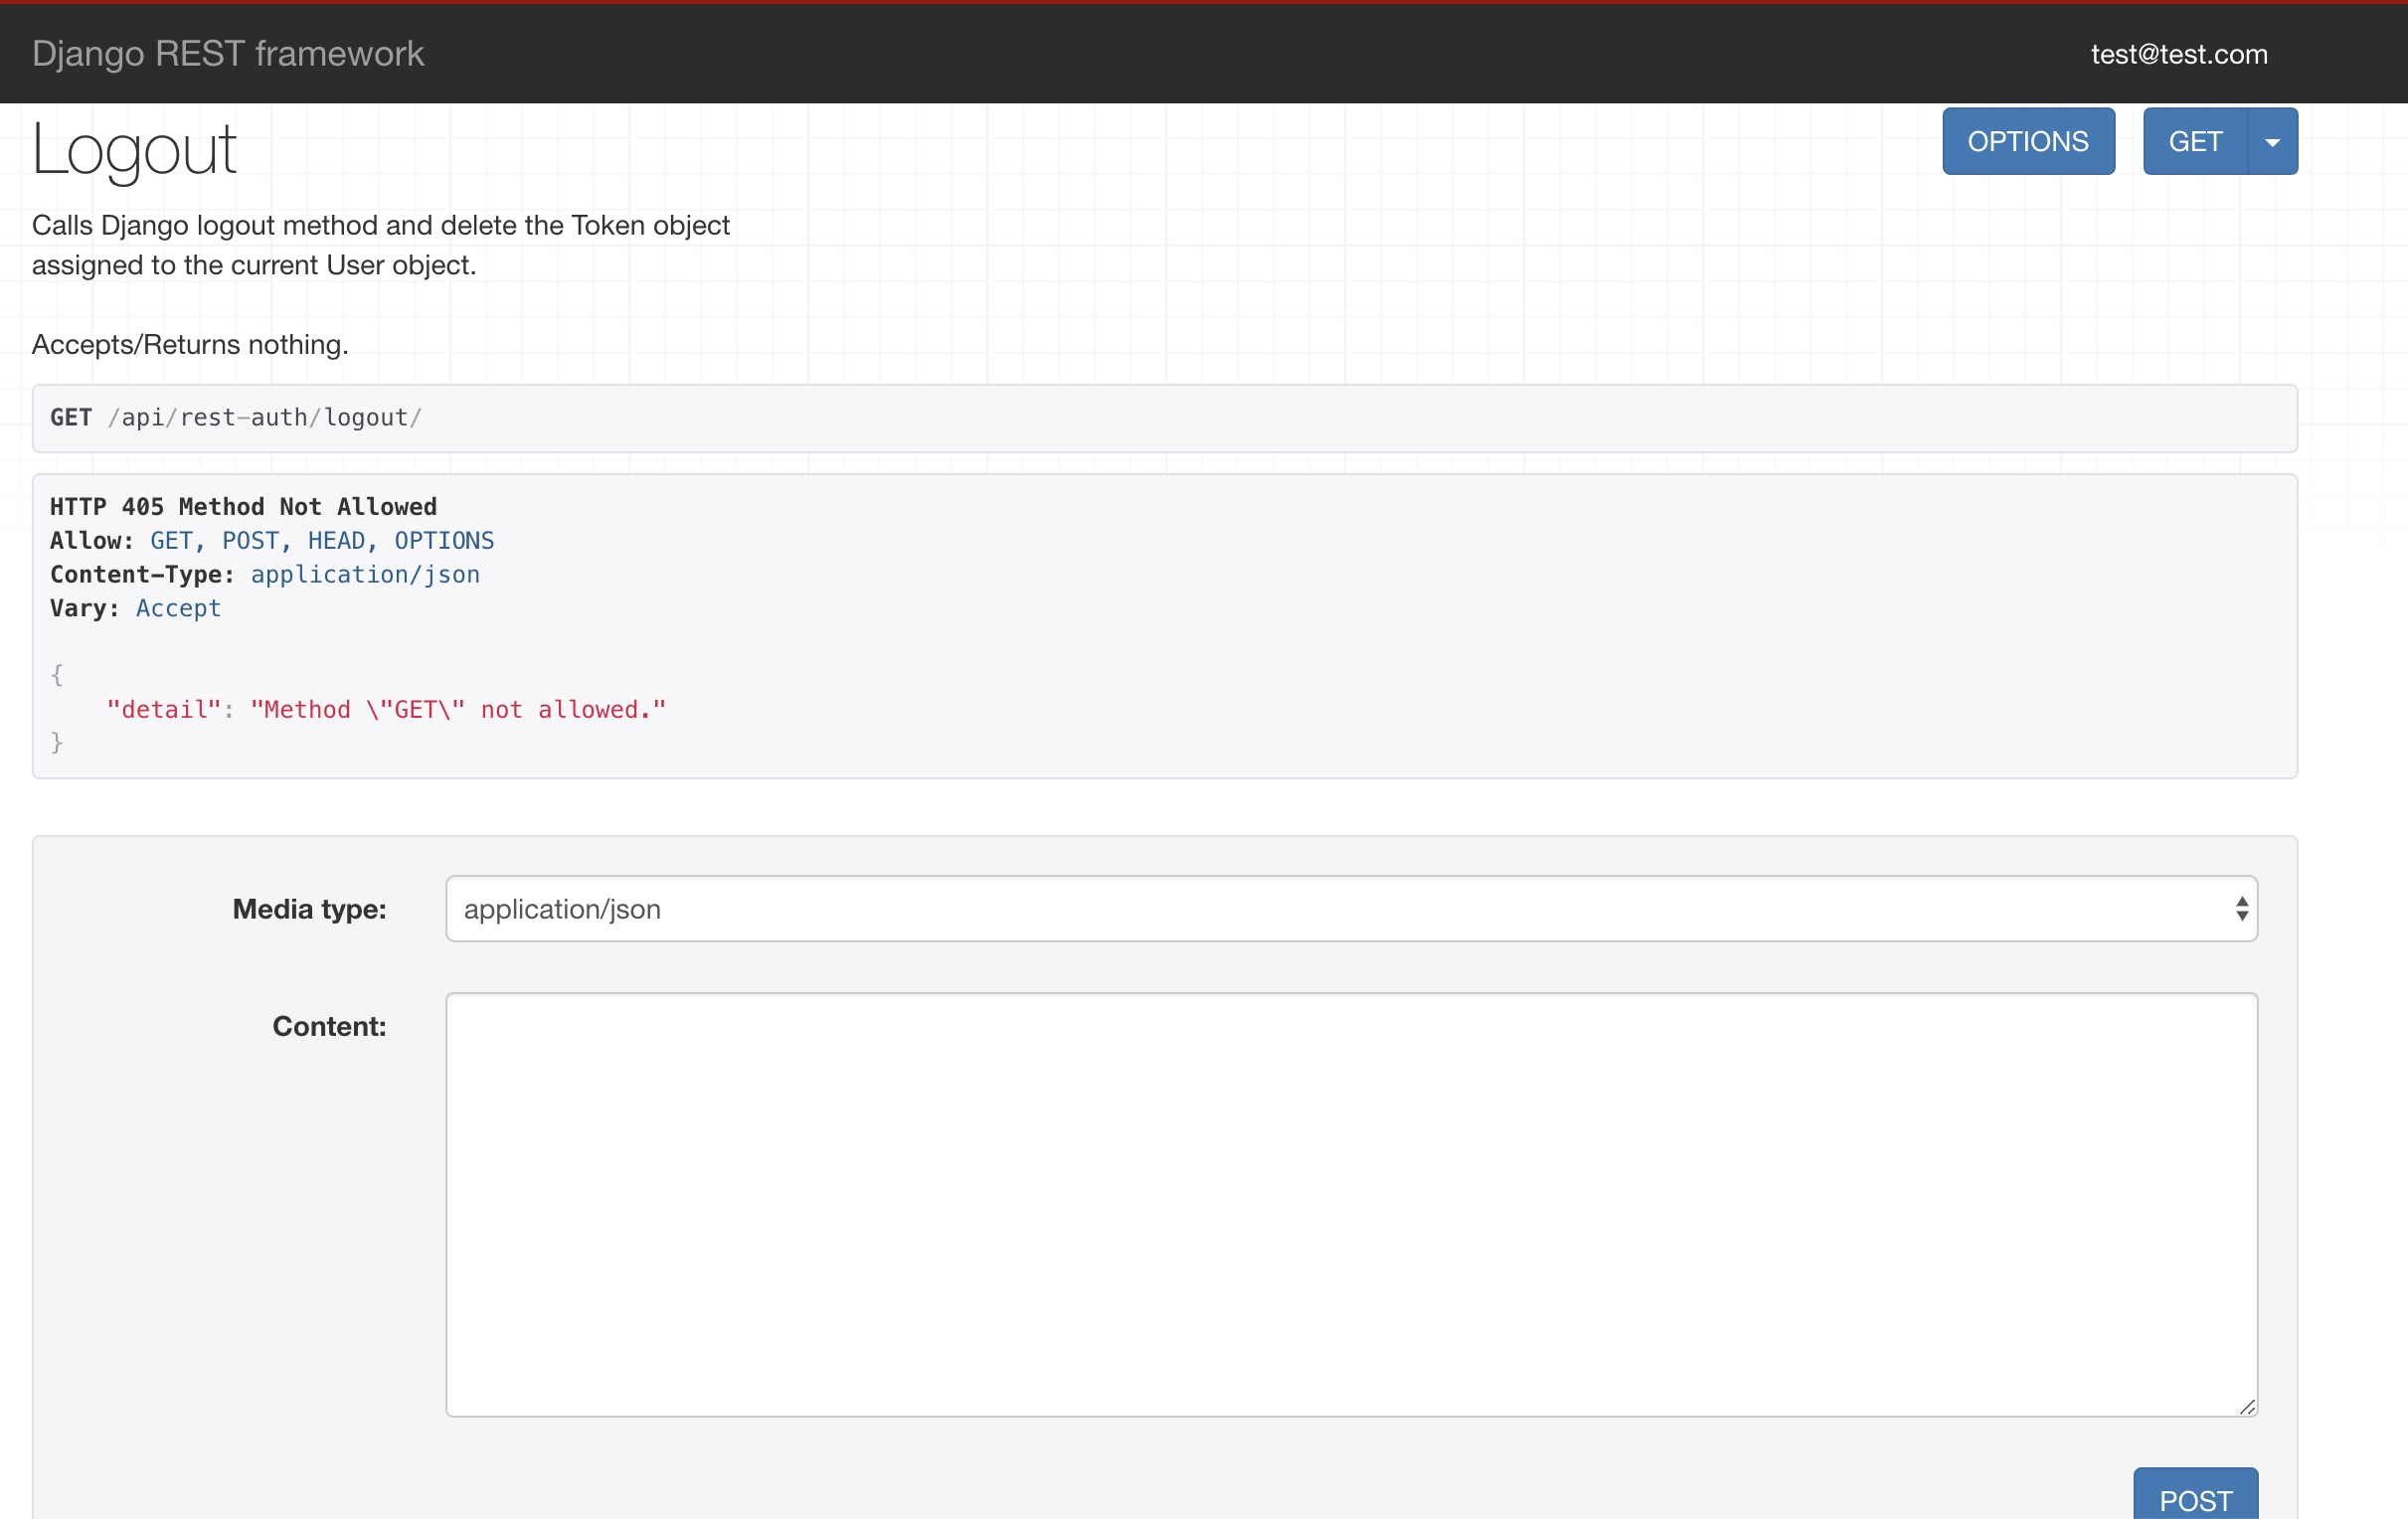 Django REST framework
test@test.com
Logout
OPTIONS
GET
Calls Django logout method and delete the Token object
assigned to the current User object.
Accepts/Returns nothing.
GET /api/rest-auth/logout/
HTTP 405 Method Not Allowed
Allow: GET, POST, HEAD, OPTIONS
Content-Type: application/json
Vary: Accept
{
"detail": "Method \"GET\" not allowed."
}
Media type:
application/json
Content:
POST